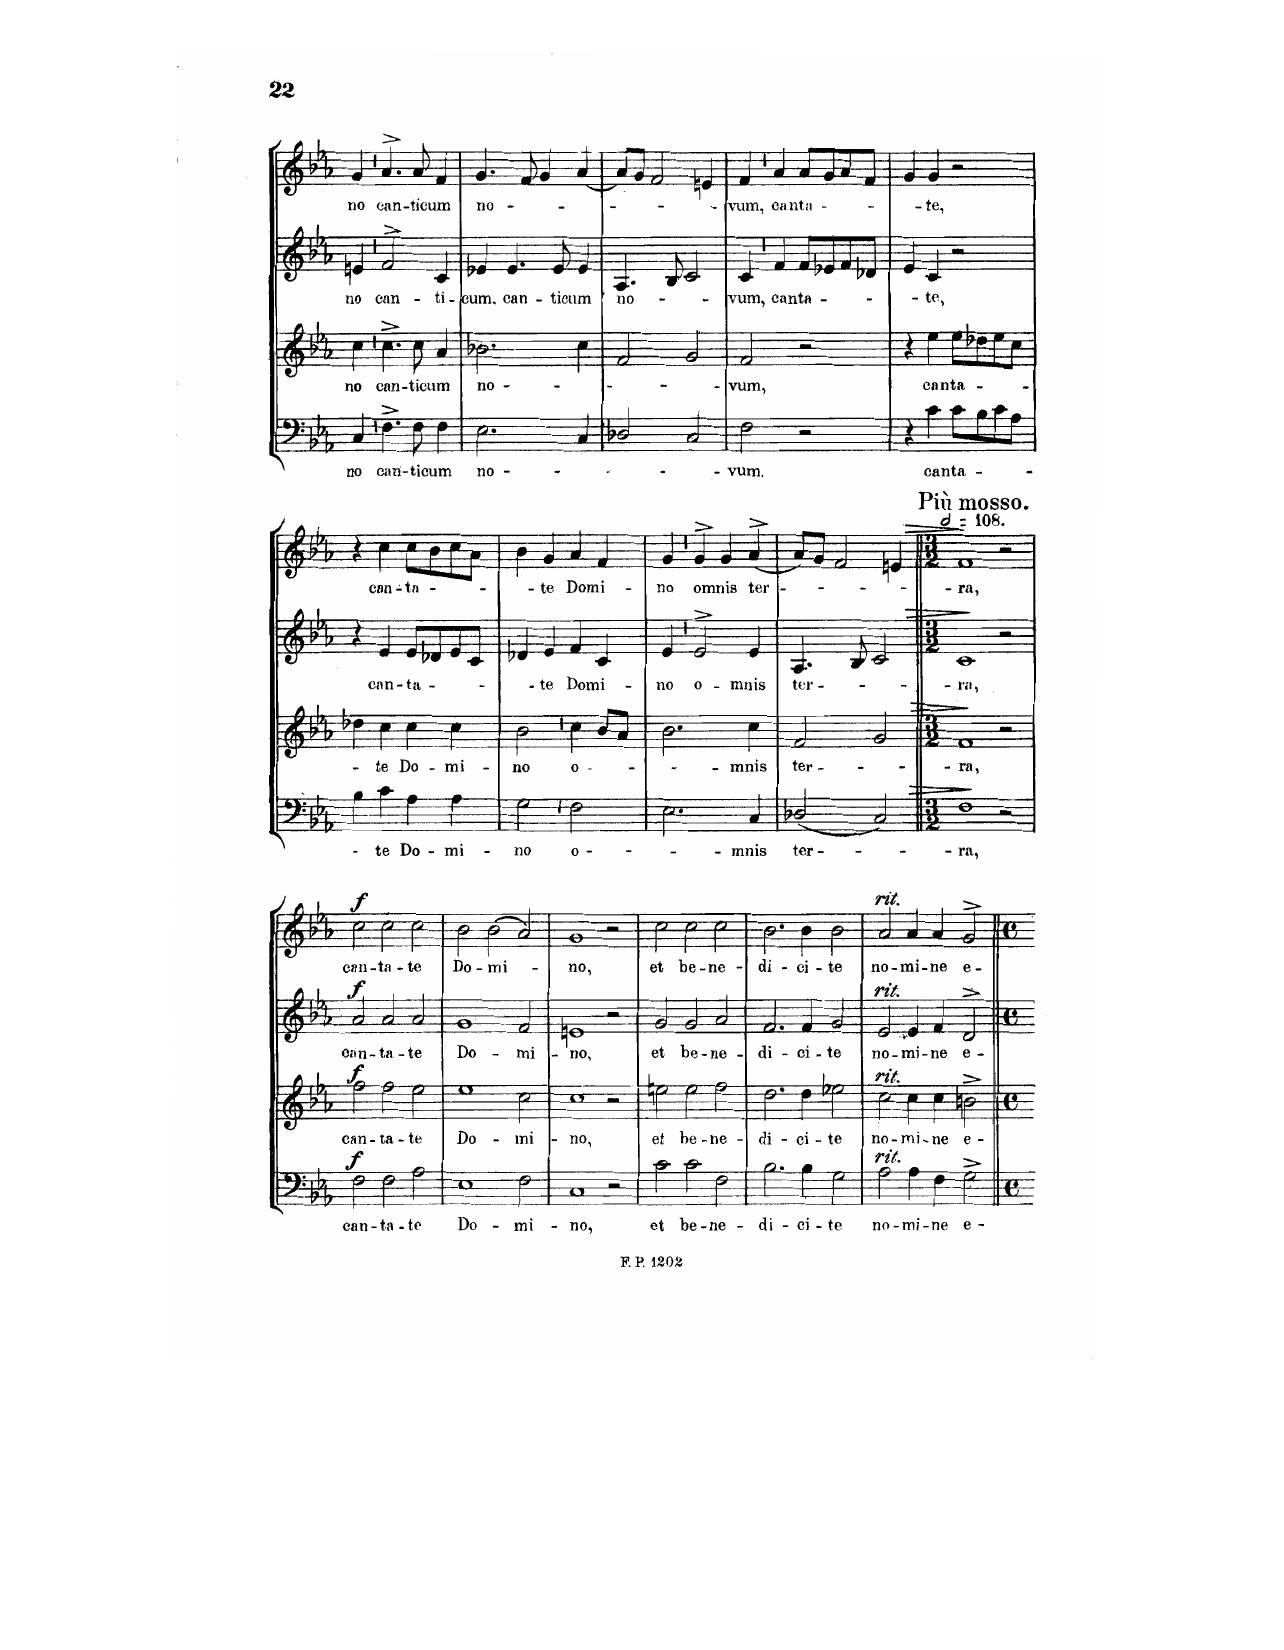 22
no can-ticum no - - - - - - vum, canta - - - te,
no can - ti-cum, can - ticum no - - - vum, canta - - - te,
no can-ticum no - - - - - vum, canta - -
no can-ticum no - - - - - vum. canta - -
Più mosso.
= 108.
can-ta - - - - te Domi - no omnis ter - - - - - ra,
can-ta - - - te Domi - no o - mnis ter - - - - ra,
- te Do - mi - no o - - - - mnis ter - - - - ra,
- te Do - mi - no o - - - - mnis ter - - - - ra,
f rit.
can-ta-te Do-mi - no, et be-ne - di - ci-te no-mi-ne e-
f rit.
can-ta-te Do - mi - no, et be-ne - di - ci-te no-mi-ne e-
f rit.
can-ta-te Do - mi - no, et be-ne - di - ci-te no-mi-ne e-
f rit.
can-ta-te Do - mi - no, et be-ne - di - ci-te no-mi-ne e-
F. P. 1202